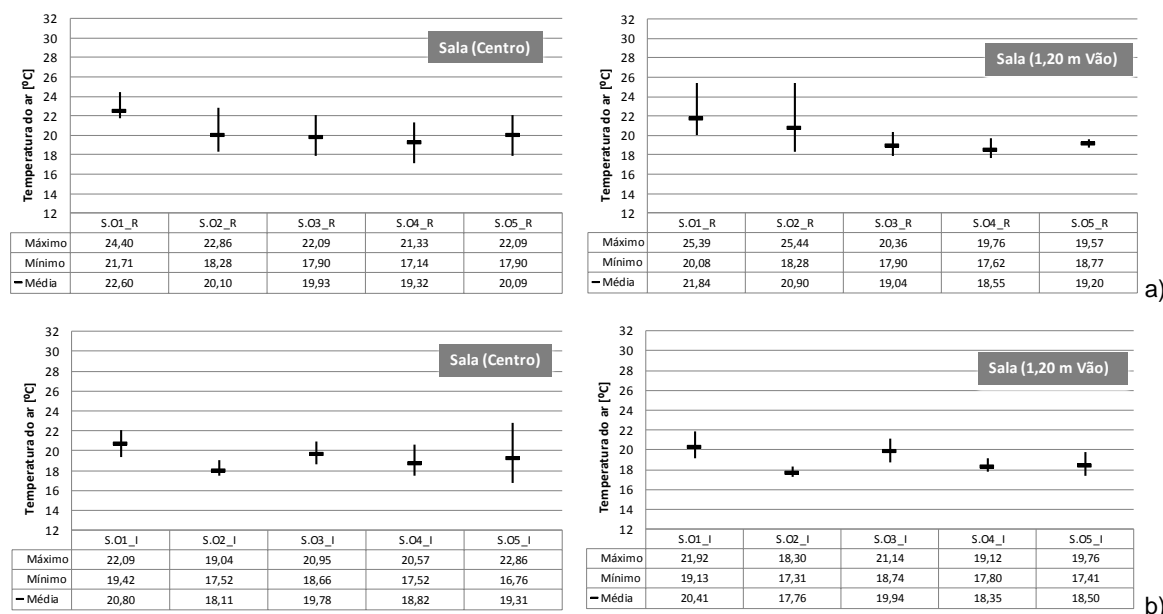 32
30
28
26
24
22
20
18
16
14
12
Temperatura do ar [ºC]
Sala (Centro)
S.O1_R S.O2_R S.O3_R S.O4_R S.O5_R
Máximo 24,40 22,86 22,09 21,33 22,09
Mínimo 21,71 18,28 17,90 17,14 17,90
Média 22,60 20,10 19,93 19,32 20,09
32
30
28
26
24
22
20
18
16
14
12
Temperatura do ar [ºC]
Sala (1,20 m Vão)
S.O1_R S.O2_R S.O3_R S.O4_R S.O5_R
Máximo 25,39 25,44 20,36 19,76 19,57
Mínimo 20,08 18,28 17,90 17,62 18,77
Média 21,84 20,90 19,04 18,55 19,20
a)
32
30
28
26
24
22
20
18
16
14
12
Temperatura do ar [ºC]
Sala (Centro)
S.O1_I S.O2_I S.O3_I S.O4_I S.O5_I
Máximo 22,09 19,04 20,95 20,57 22,86
Mínimo 19,42 17,52 18,66 17,52 16,76
Média 20,80 18,11 19,78 18,82 19,31
32
30
28
26
24
22
20
18
16
14
12
Temperatura do ar [ºC]
Sala (1,20 m Vão)
S.O1_I S.O2_I S.O3_I S.O4_I S.O5_I
Máximo 21,92 18,30 21,14 19,12 19,76
Mínimo 19,13 17,31 18,74 17,80 17,41
Média 20,41 17,76 19,94 18,35 18,50
b)